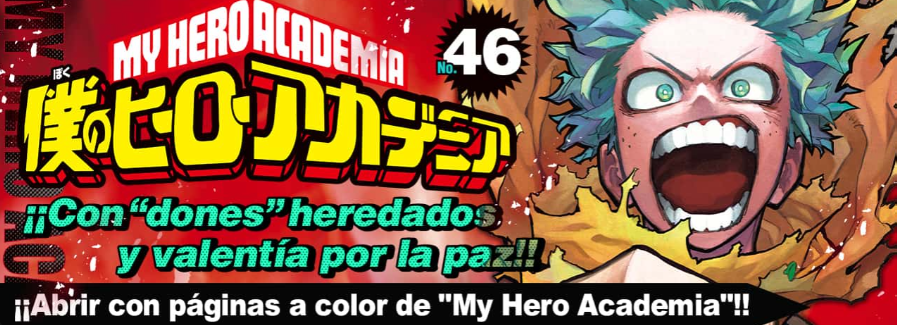 MY HERO ACADEMIA
No.46
ぼく
僕のヒーローアカデミア
¡¡Con “dones” heredados
y valentía por la paz!!
¡¡Abrir con páginas a color de "My Hero Academia"!!